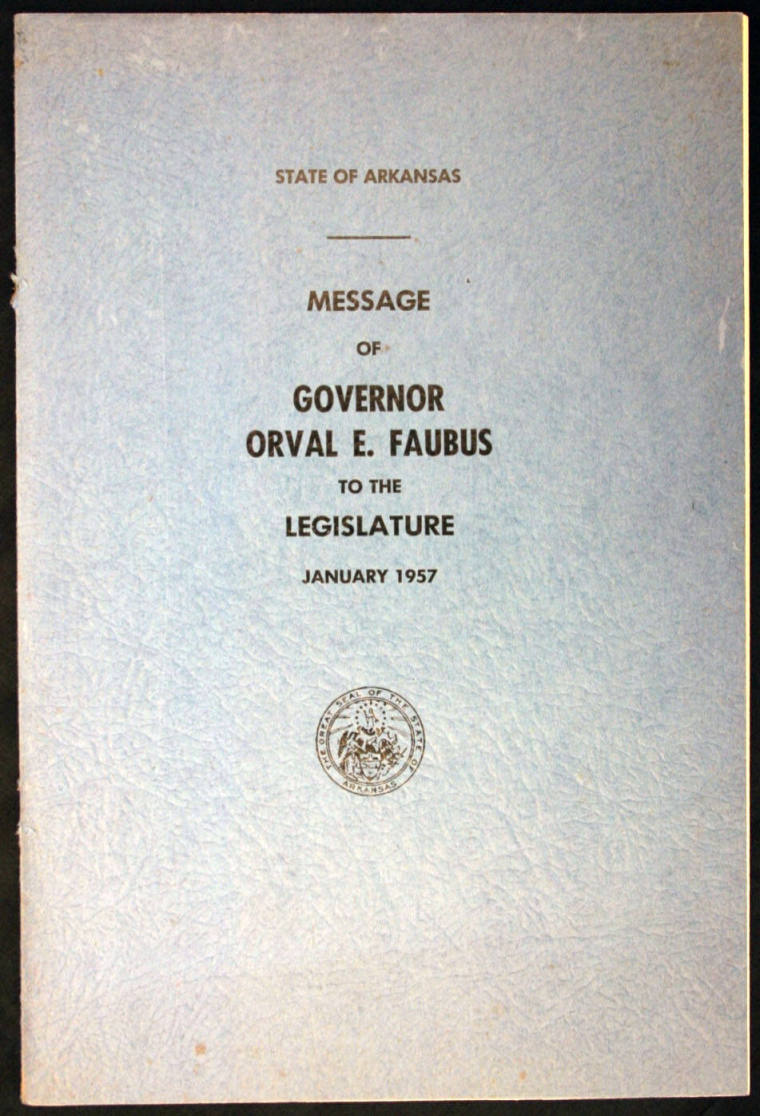 STATE OF ARKANSAS
MESSAGE
OF
GOVERNOR
ORVAL E. FAUBUS
TO THE
LEGISLATURE
JANUARY 1957
THE GREAT SEAL OF THE STATE OF
ARKANSAS